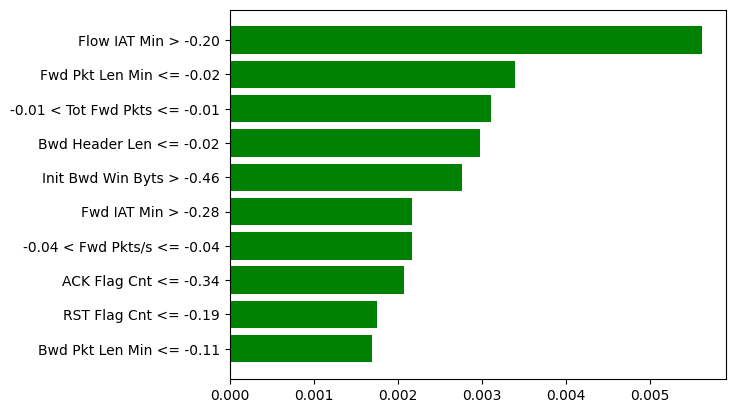 Flow IAT Min > -0.20
Fwd Pkt Len Min <= -0.02
-0.01 < Tot Fwd Pkts <= -0.01
Bwd Header Len <= -0.02
Init Bwd Win Byts > -0.46
Fwd IAT Min > -0.28
-0.04 < Fwd Pkts/s <= -0.04
ACK Flag Cnt <= -0.34
RST Flag Cnt <= -0.19
Bwd Pkt Len Min <= -0.11
0.000 0.001 0.002 0.003 0.004 0.005